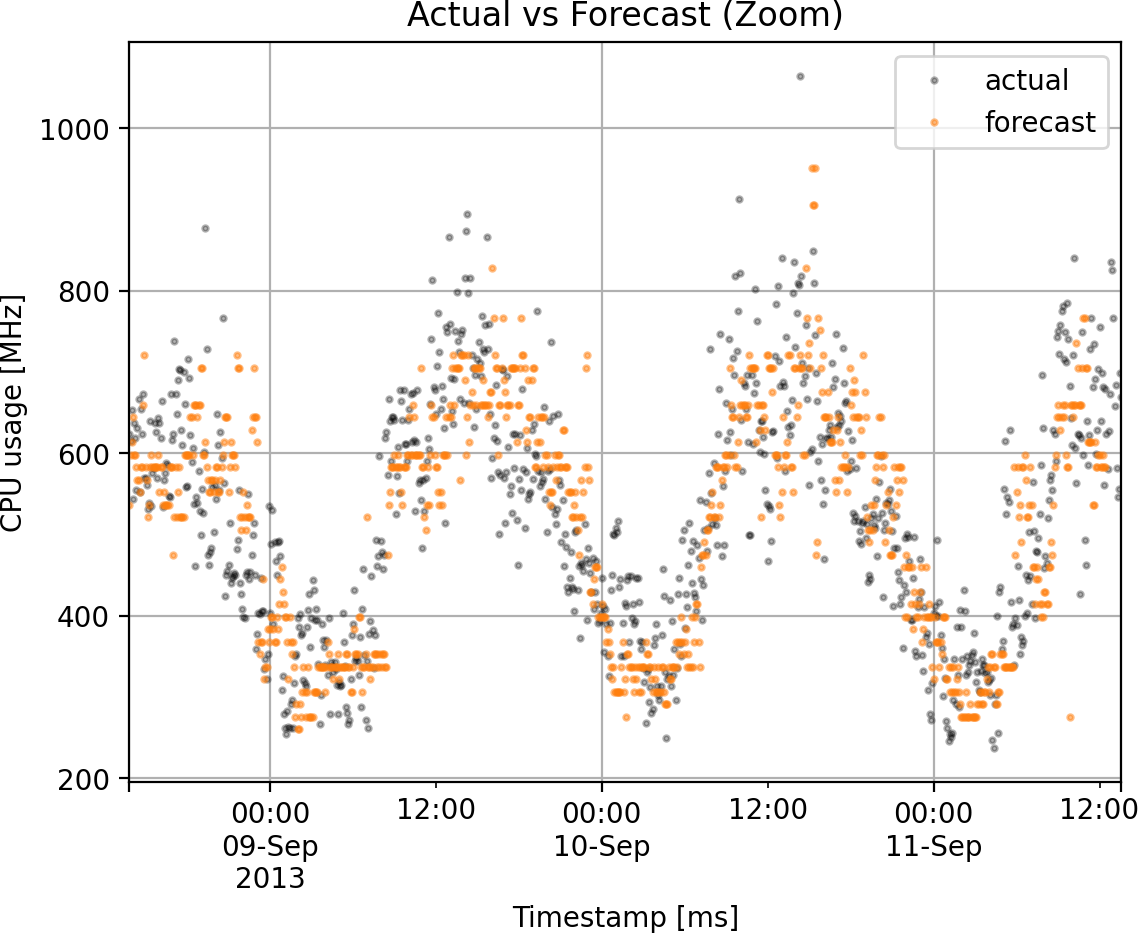 Actual vs Forecast (Zoom)
actual
forecast
CPU usage [MHz]
1000
800
600
400
200
00:00
09-Sep
2013
12:00
00:00
10-Sep
12:00
00:00
11-Sep
12:00
Timestamp [ms]